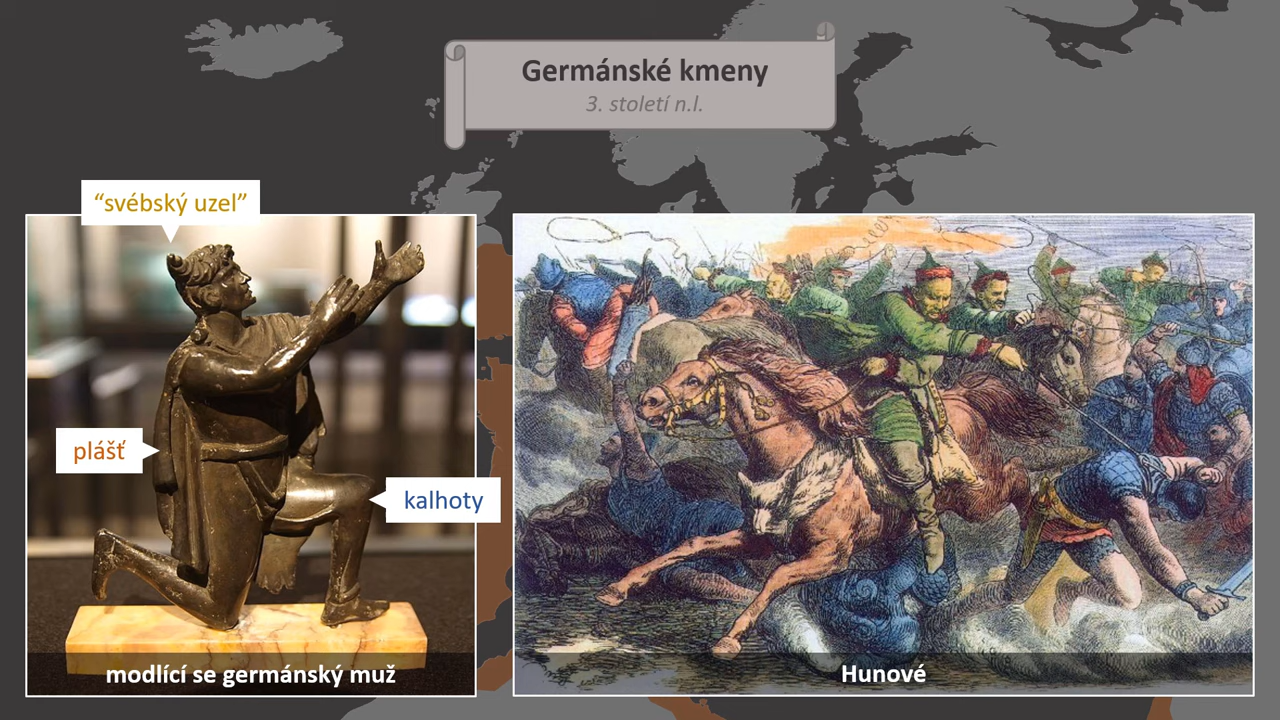 Germánské kmeny
3. století n.l.
“svébský uzel”
plášť
kalhoty
modlící se germánský muž
Hunové